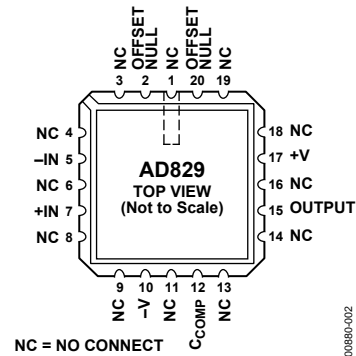 NC
OFFSET
NULL
NC
OFFSET
NULL
NC
3
2
1
20
19
NC 4
–IN 5
NC 6
+IN 7
NC 8
AD829
TOP VIEW
(Not to Scale)
18 NC
17 +V
16 NC
15 OUTPUT
14 NC
9
10
11
12
13
NC
–V
NC
CCOMP
NC
NC = NO CONNECT
00880-002